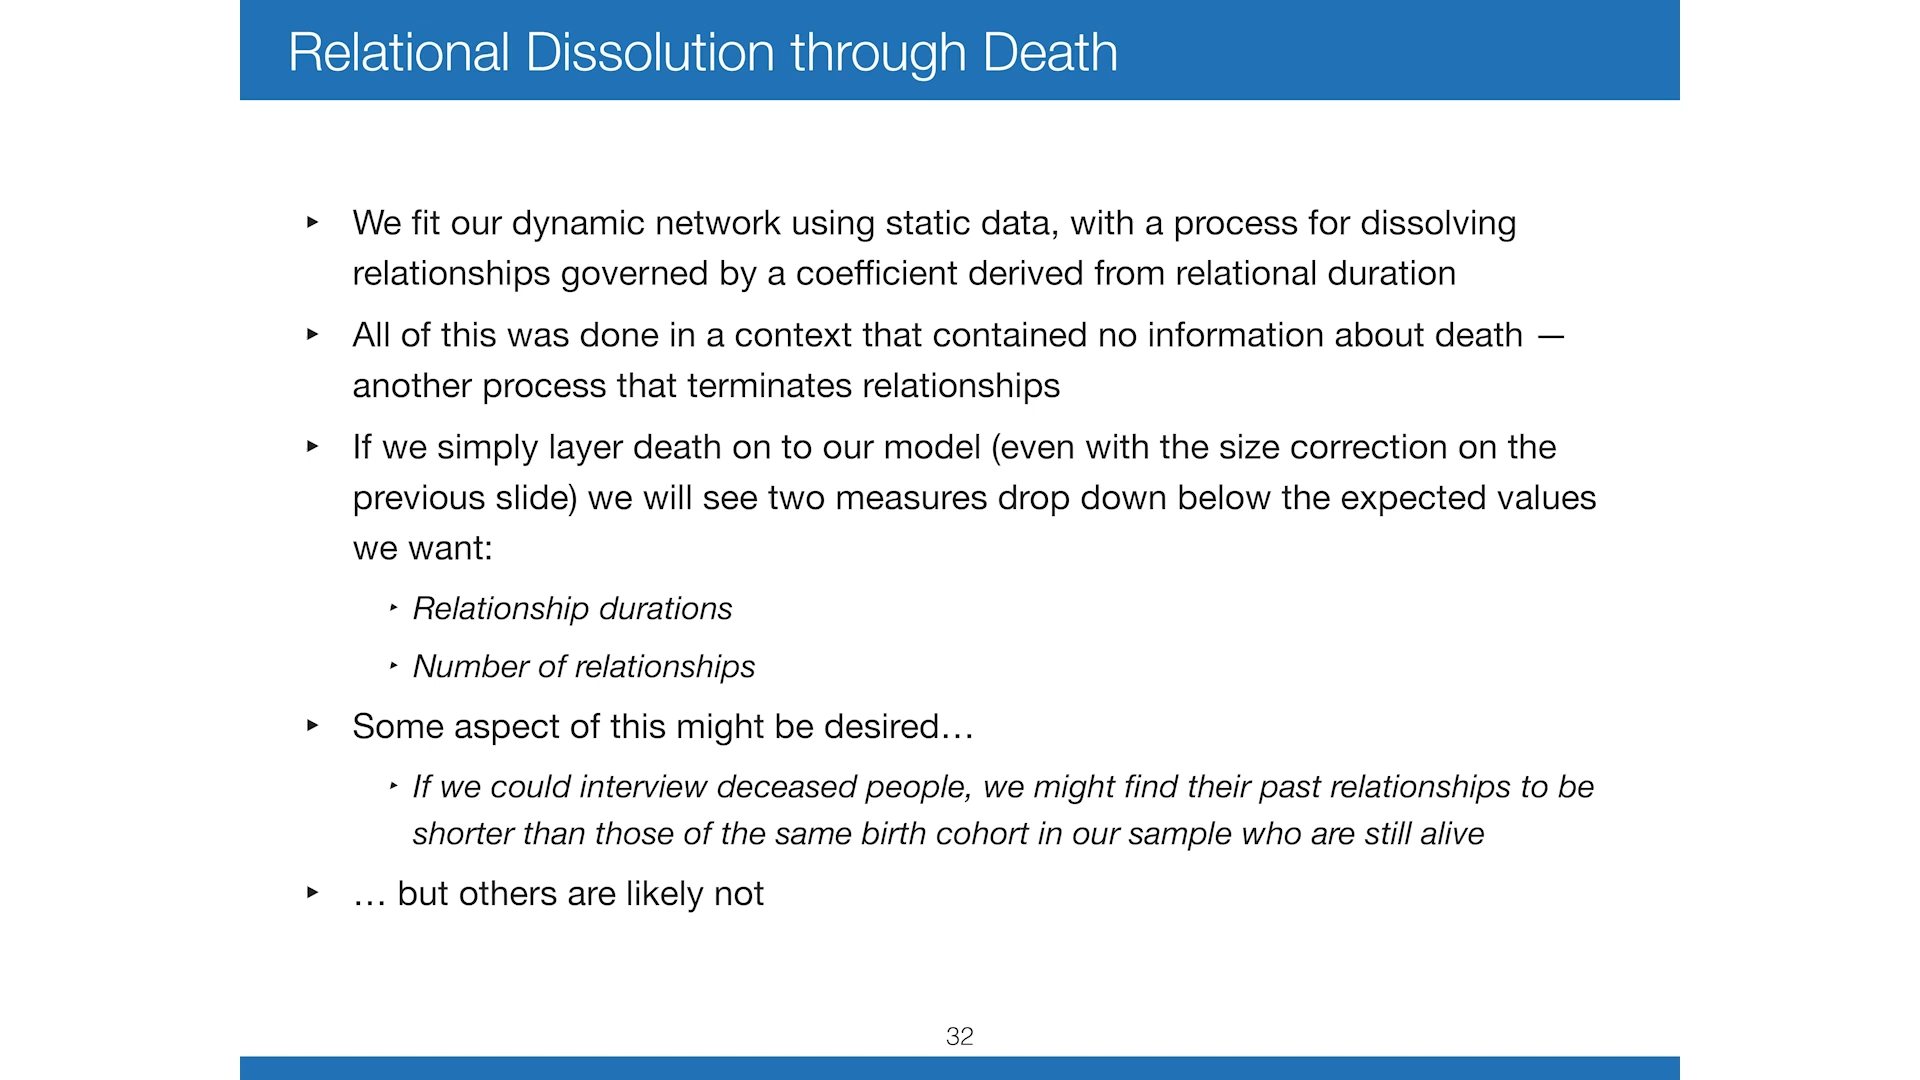 Relational Dissolution through Death
‣ We fit our dynamic network using static data, with a process for dissolving
relationships governed by a coefficient derived from relational duration
‣ All of this was done in a context that contained no information about death —
another process that terminates relationships
‣ If we simply layer death on to our model (even with the size correction on the
previous slide) we will see two measures drop down below the expected values
we want:
‣ Relationship durations
‣ Number of relationships
‣ Some aspect of this might be desired…
‣ If we could interview deceased people, we might find their past relationships to be
shorter than those of the same birth cohort in our sample who are still alive
‣ … but others are likely not
32